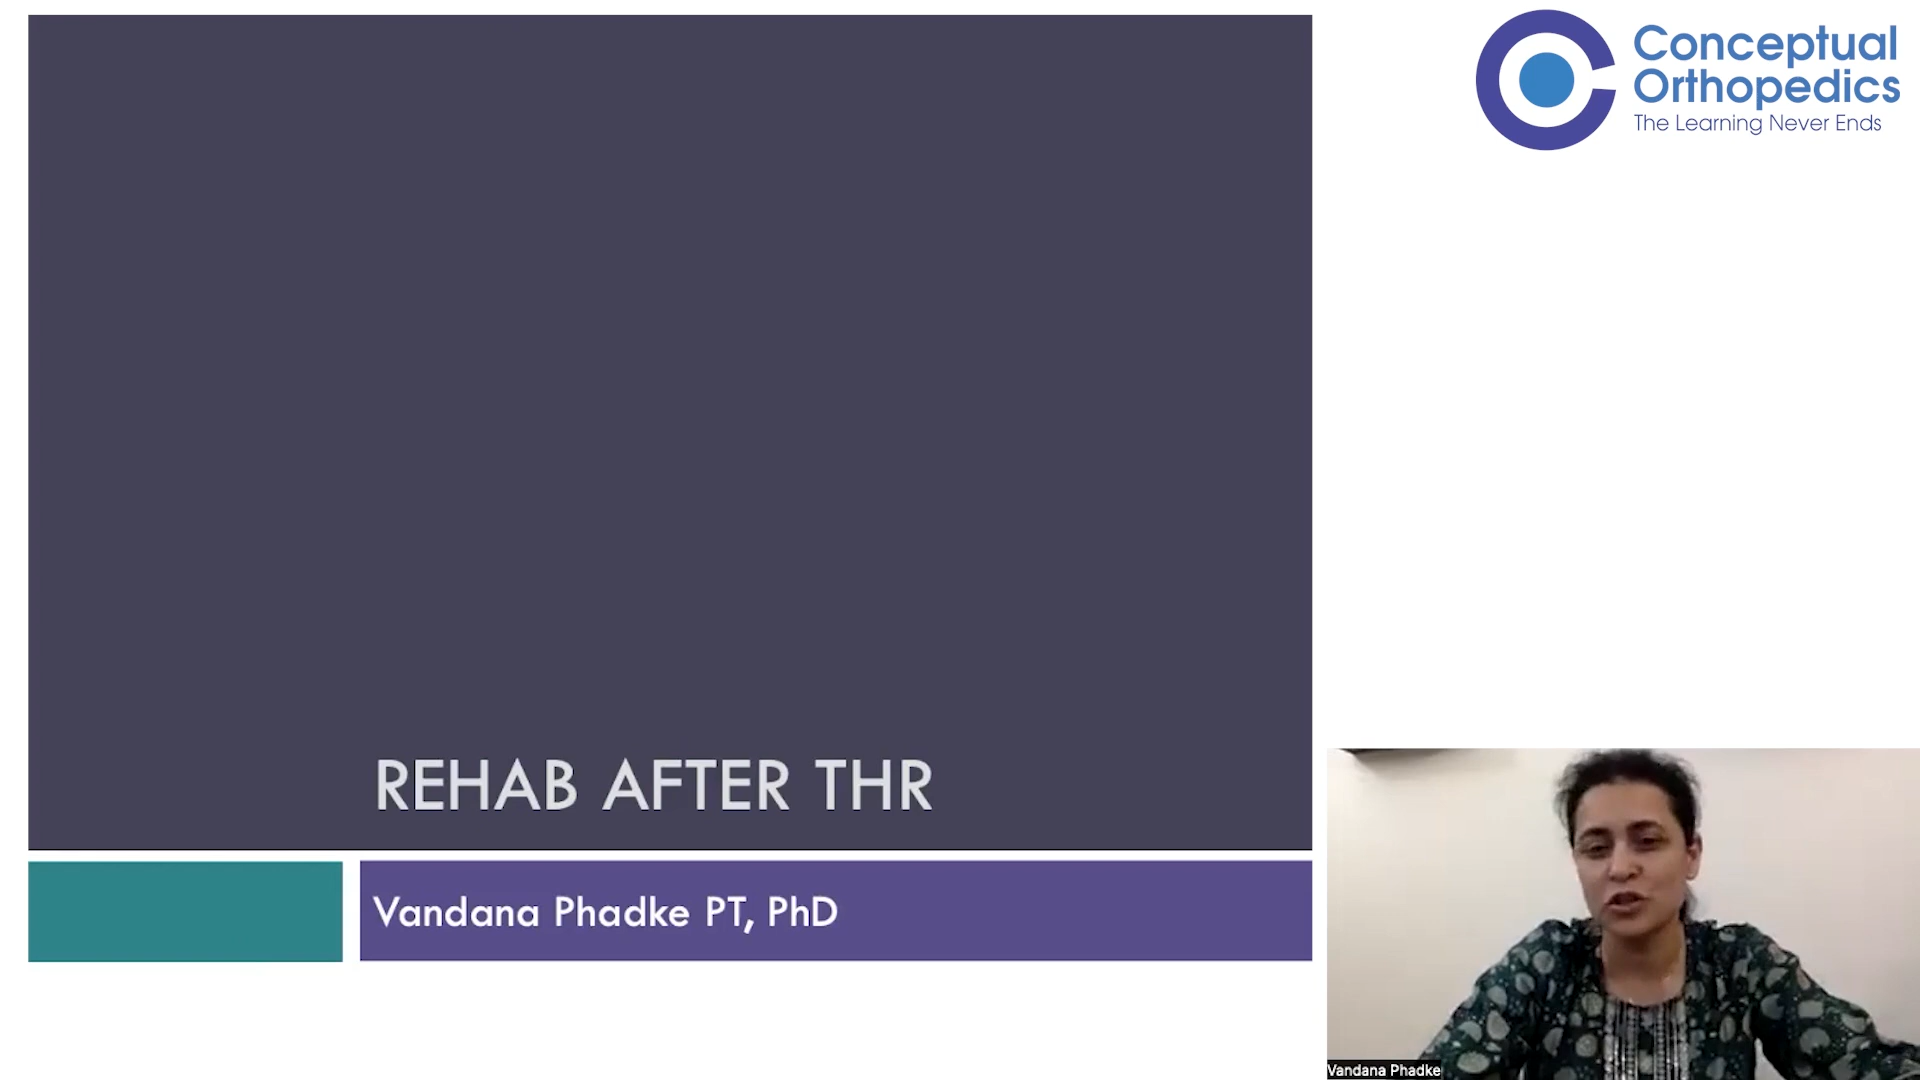 Conceptual
Orthopedics
The Learning Never Ends
REHAB AFTER THR
Vandana Phadke PT, PhD
Vandana Phadke